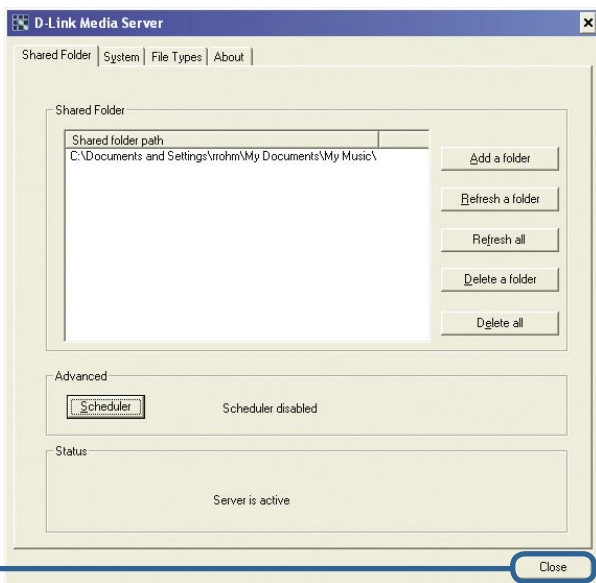 D-Link Media Server
Shared Folder System File Types About
Shared Folder
Shared folder path
C:\Documents and Settings\rrohm\My Documents\My Music\
Add a folder
Refresh a folder
Refresh all
Delete a folder
Delete all
Advanced
Scheduler Scheduler disabled
Status
Server is active
Close